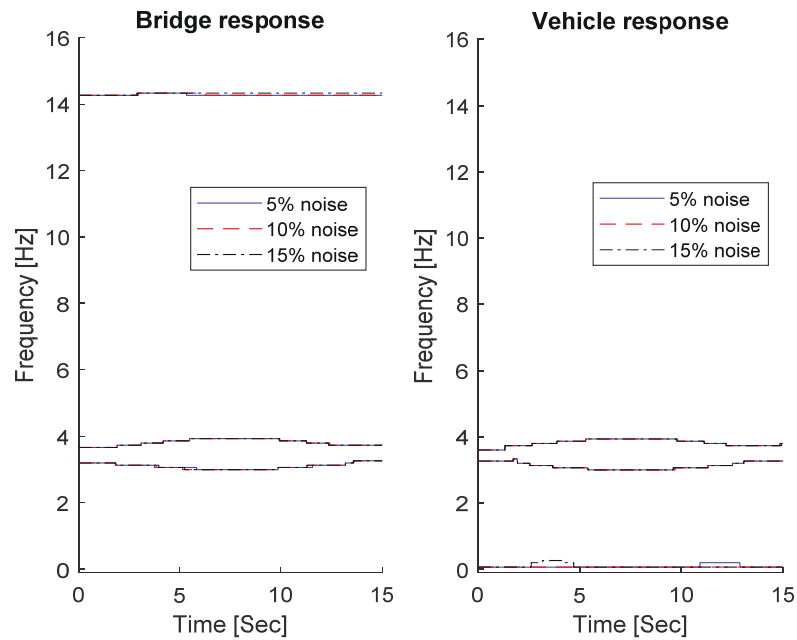 Bridge response
16
14
12
10
8
6
4
2
0
Frequency [Hz]
5% noise
10% noise
15% noise
0 5 10 15
Time [Sec]
Vehicle response
16
14
12
10
8
6
4
2
0
Frequency [Hz]
5% noise
10% noise
15% noise
0 5 10 15
Time [Sec]